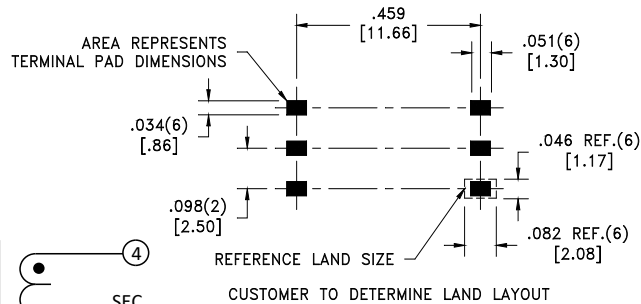 .459
[11.66]
AREA REPRESENTS
TERMINAL PAD DIMENSIONS
.051(6)
[1.30]
.034(6)
[.86]
.046 REF.(6)
[1.17]
.098(2)
[2.50]
.082 REF.(6)
[2.08]
REFERENCE LAND SIZE
4
SEC
CUSTOMER TO DETERMINE LAND LAYOUT